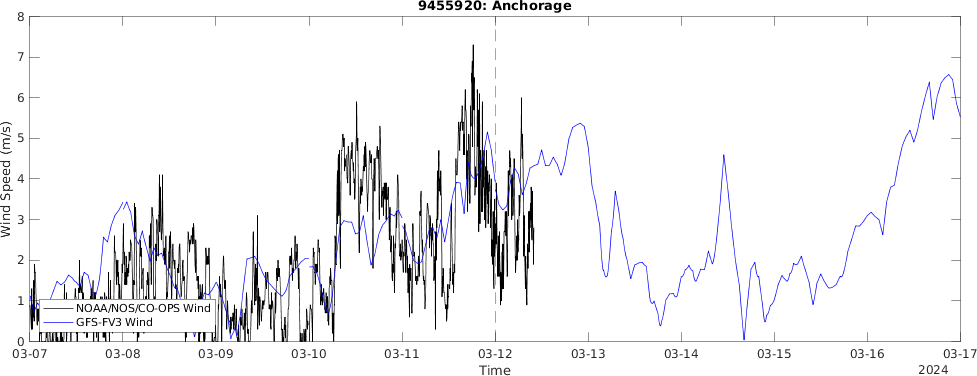 9455920: Anchorage
8
7
6
5
4
3
2
1
0
Wind Speed (m/s)
NOAA/NOS/CO-OPS Wind
GFS-FV3 Wind
03-07 03-08 03-09 03-10 03-11 03-12 03-13 03-14 03-15 03-16 03-17
Time
2024